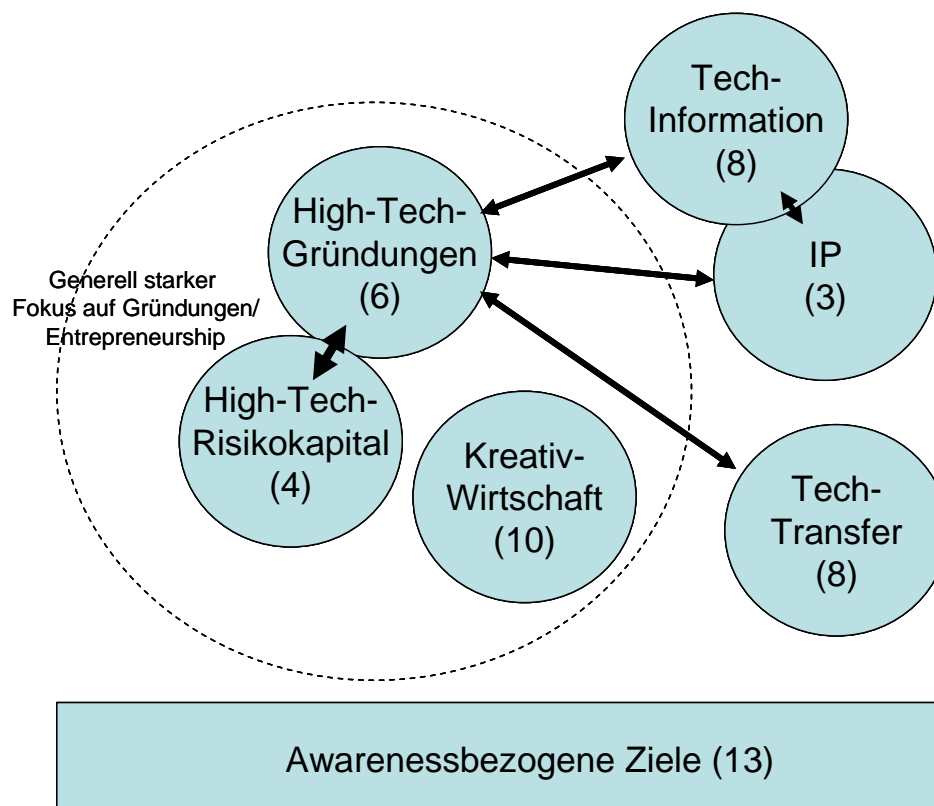 Tech-
Information
(8)
High-Tech-
Gründungen
(6)
IP
(3)
Generell starker
Fokus auf Gründungen/
Entrepreneurship
High-Tech-
Risikokapital
(4)
Kreativ-
Wirtschaft
(10)
Tech-
Transfer
(8)
Awarenessbezogene Ziele (13)